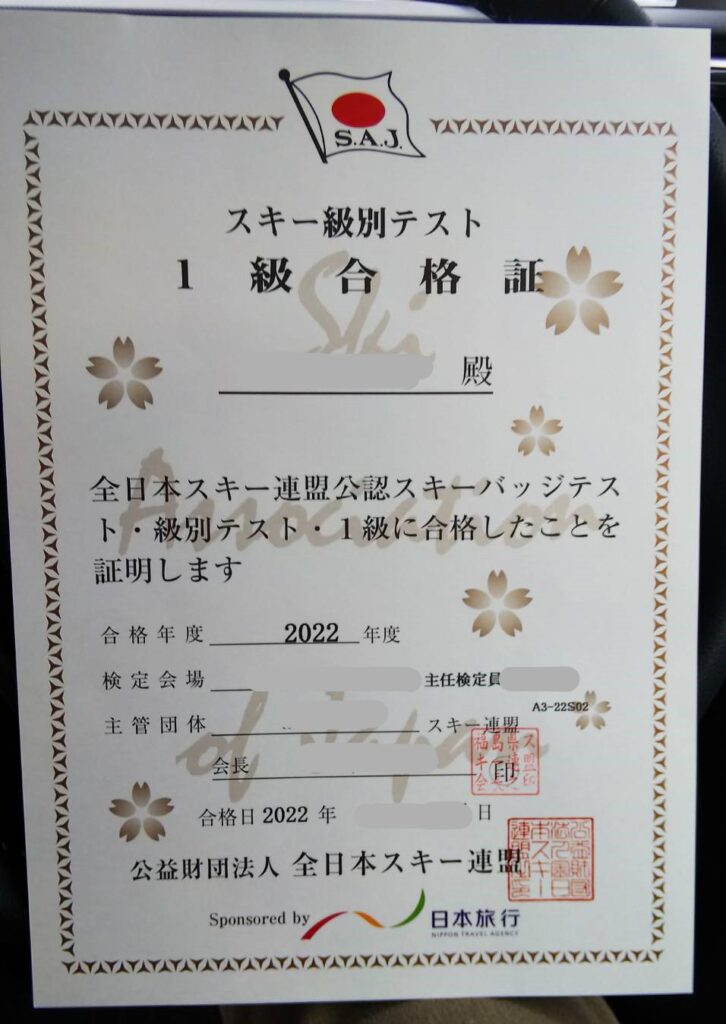 S.A.J.
スキー級別テスト
1級合格証
殿
全日本スキー連盟公認スキーバッジテス
ト・級別テスト・1級に合格したことを
証明します
合格年度 2022 年度
検定会場 主任検定員
A3-22S02
主管団体 スキー連盟
会長 印
合格日 2022 年 日
公益財団法人 全日本スキー連盟
Sponsored by 日本旅行
NIPPON TRAVEL AGENCY
Ski
Association
of Japan